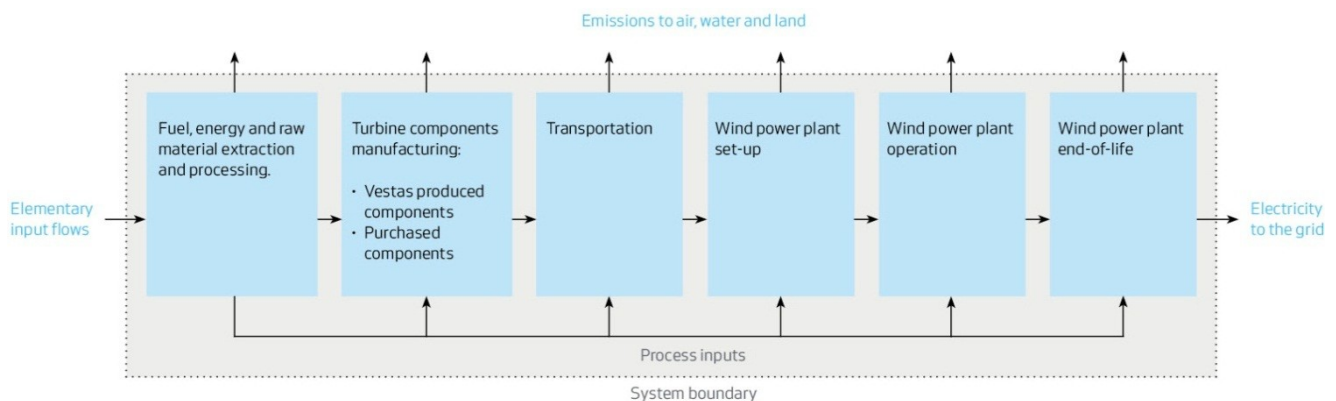 Emissions to air, water and land
Fuel, energy and raw
material extraction
and processing.
Turbine components
manufacturing:
• Vestas produced
components
• Purchased
components
Transportation
Wind power plant
set-up
Wind power plant
operation
Wind power plant
end-of-life
Elementary
input flows
Electricity
to the grid
Process inputs
System boundary